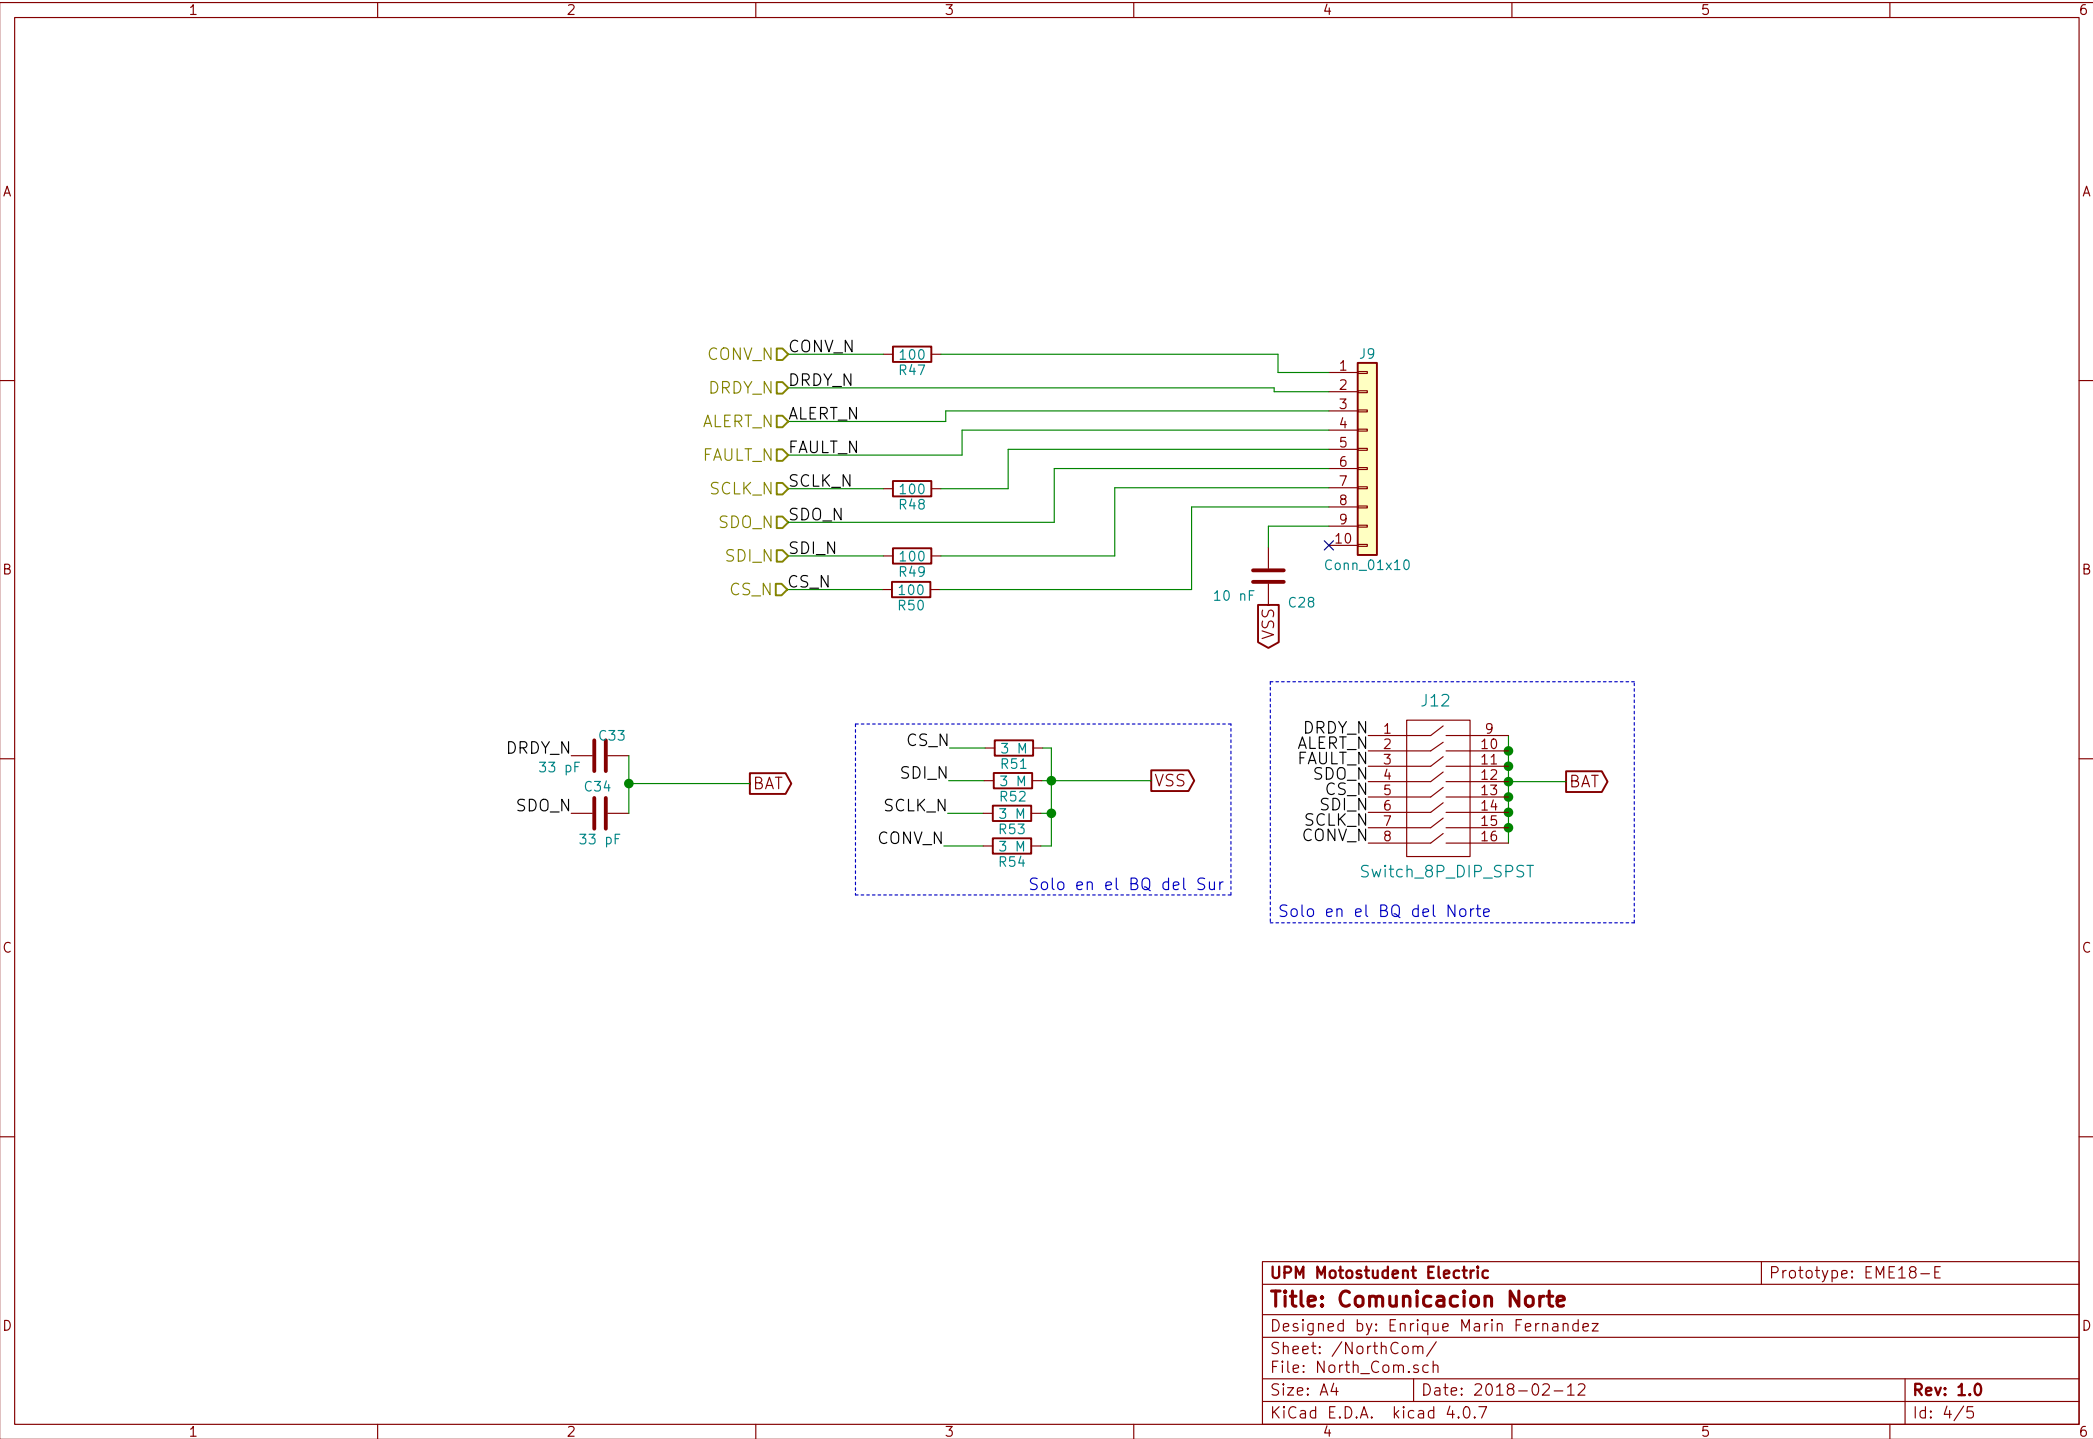 1 2 3 4 5 6
A A
B B
C C
D D
CONV_N CONV_N 100 R47
DRDY_N DRDY_N
ALERT_N ALERT_N
FAULT_N FAULT_N
SCLK_N SCLK_N 100 R48
SDO_N SDO_N
SDI_N SDI_N 100 R49
CS_N CS_N 100 R50
J9
1
2
3
4
5
6
7
8
9
10
Conn_01x10
10 nF C28
VSS
DRDY_N C33
33 pF
C34
SDO_N
33 pF
BAT
CS_N 3 M R51
SDI_N 3 M R52
SCLK_N 3 M R53
CONV_N 3 M R54
VSS
Solo en el BQ del Sur
J12
DRDY_N 1 9
ALERT_N 2 10
FAULT_N 3 11
SDO_N 4 12
CS_N 5 13
SDI_N 6 14
SCLK_N 7 15
CONV_N 8 16
BAT
Switch_8P_DIP_SPST
Solo en el BQ del Norte
UPM Motostudent Electric Prototype: EME18-E
Title: Comunicacion Norte
Designed by: Enrique Marin Fernandez
Sheet: /NorthCom/
File: North_Com.sch
Size: A4 Date: 2018-02-12 Rev: 1.0
KiCad E.D.A. kicad 4.0.7 Id: 4/5
1 2 3 4 5 6